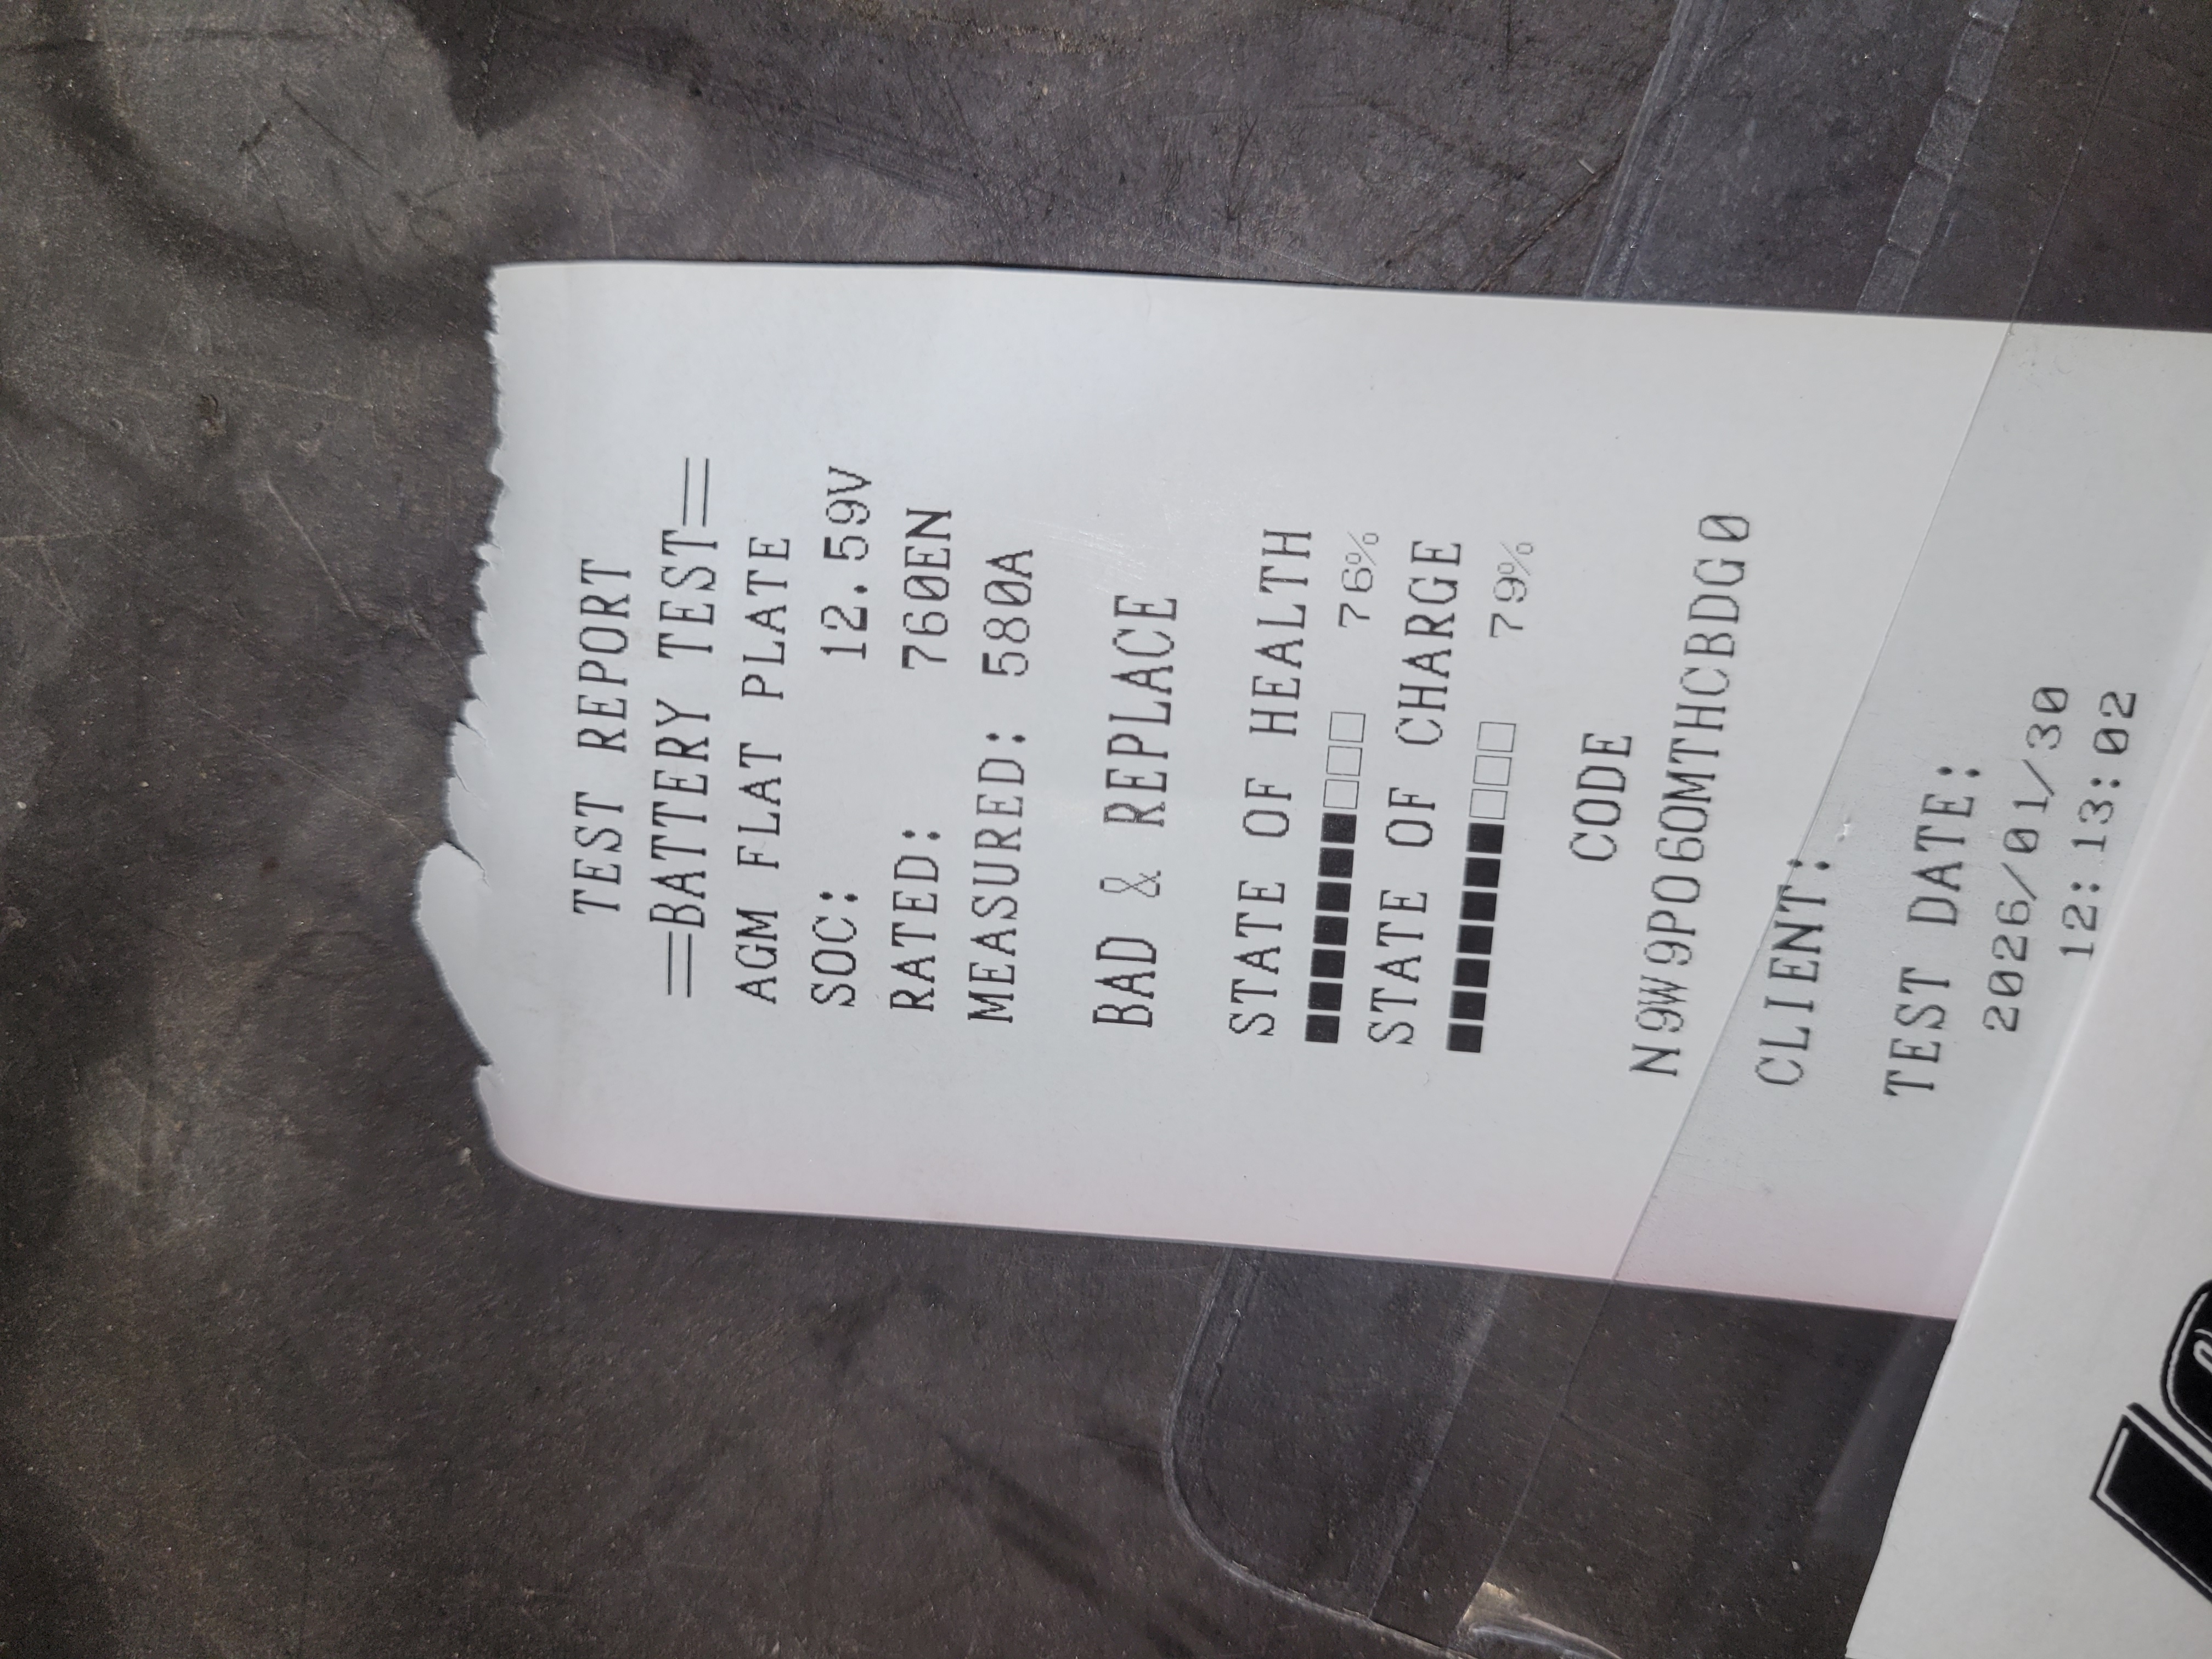 TEST REPORT
==BATTERY TEST==
AGM FLAT PLATE
SOC: 12.59V
RATED: 760EN
MEASURED: 580A
BAD & REPLACE
STATE OF HEALTH
76%
STATE OF CHARGE
79%
CODE
N9W9PO60MTHCBDG0
CLIENT:
TEST DATE:
2026/01/30
12:13:02